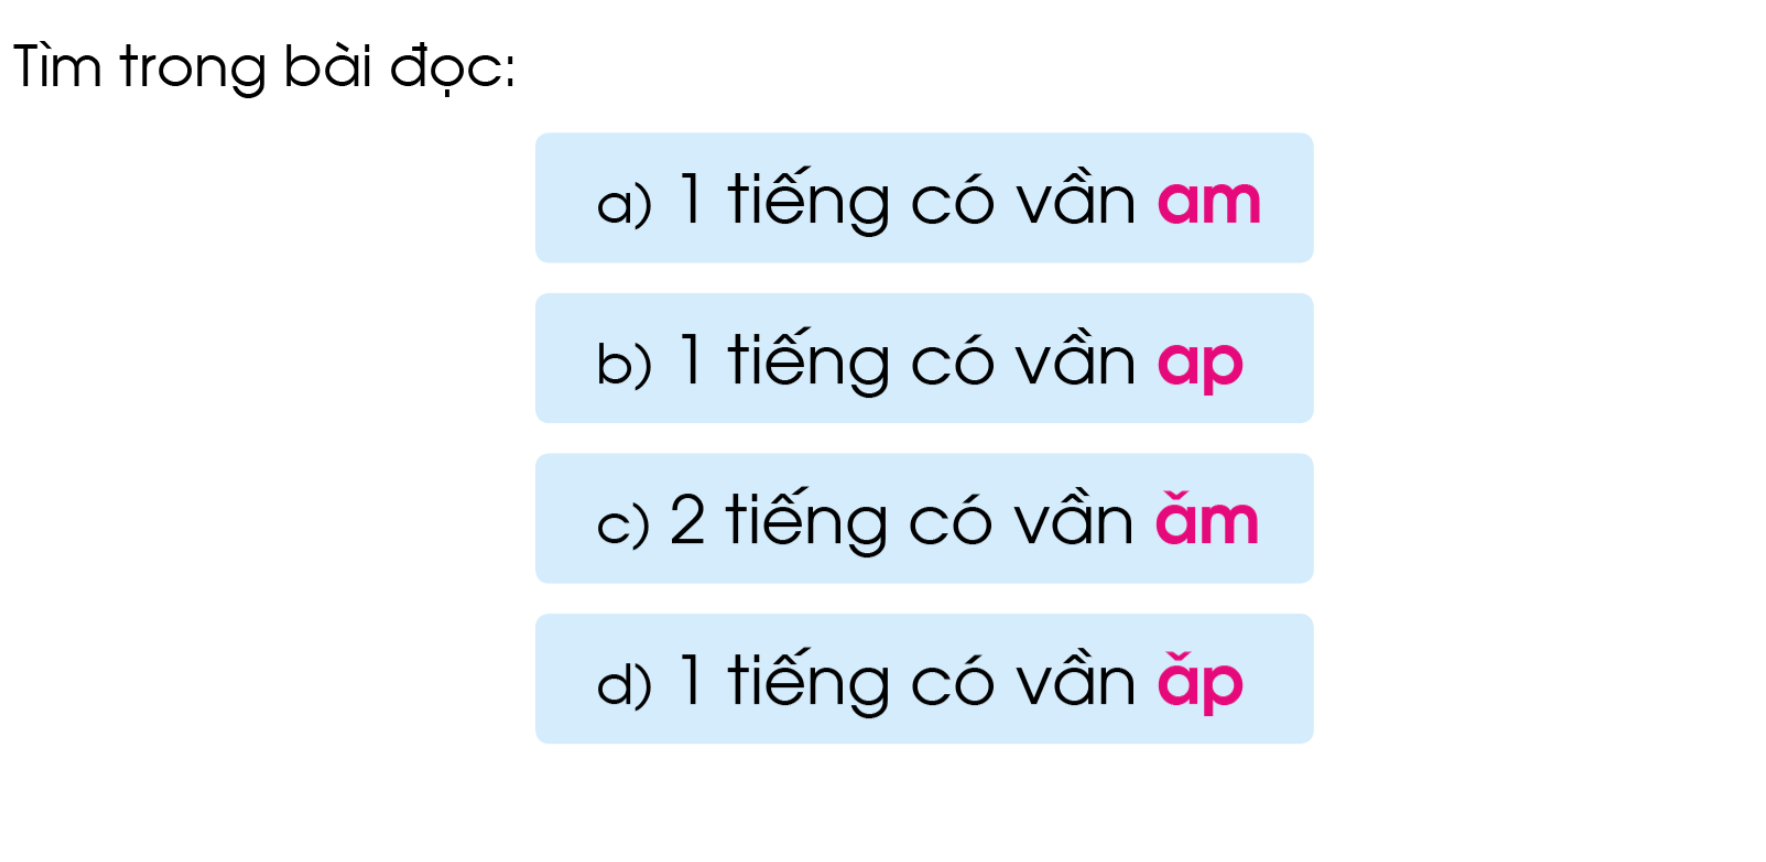 Tìm trong bài đọc:
a) 1 tiếng có vần am
b) 1 tiếng có vần ap
c) 2 tiếng có vần ăm
d) 1 tiếng có vần ăp